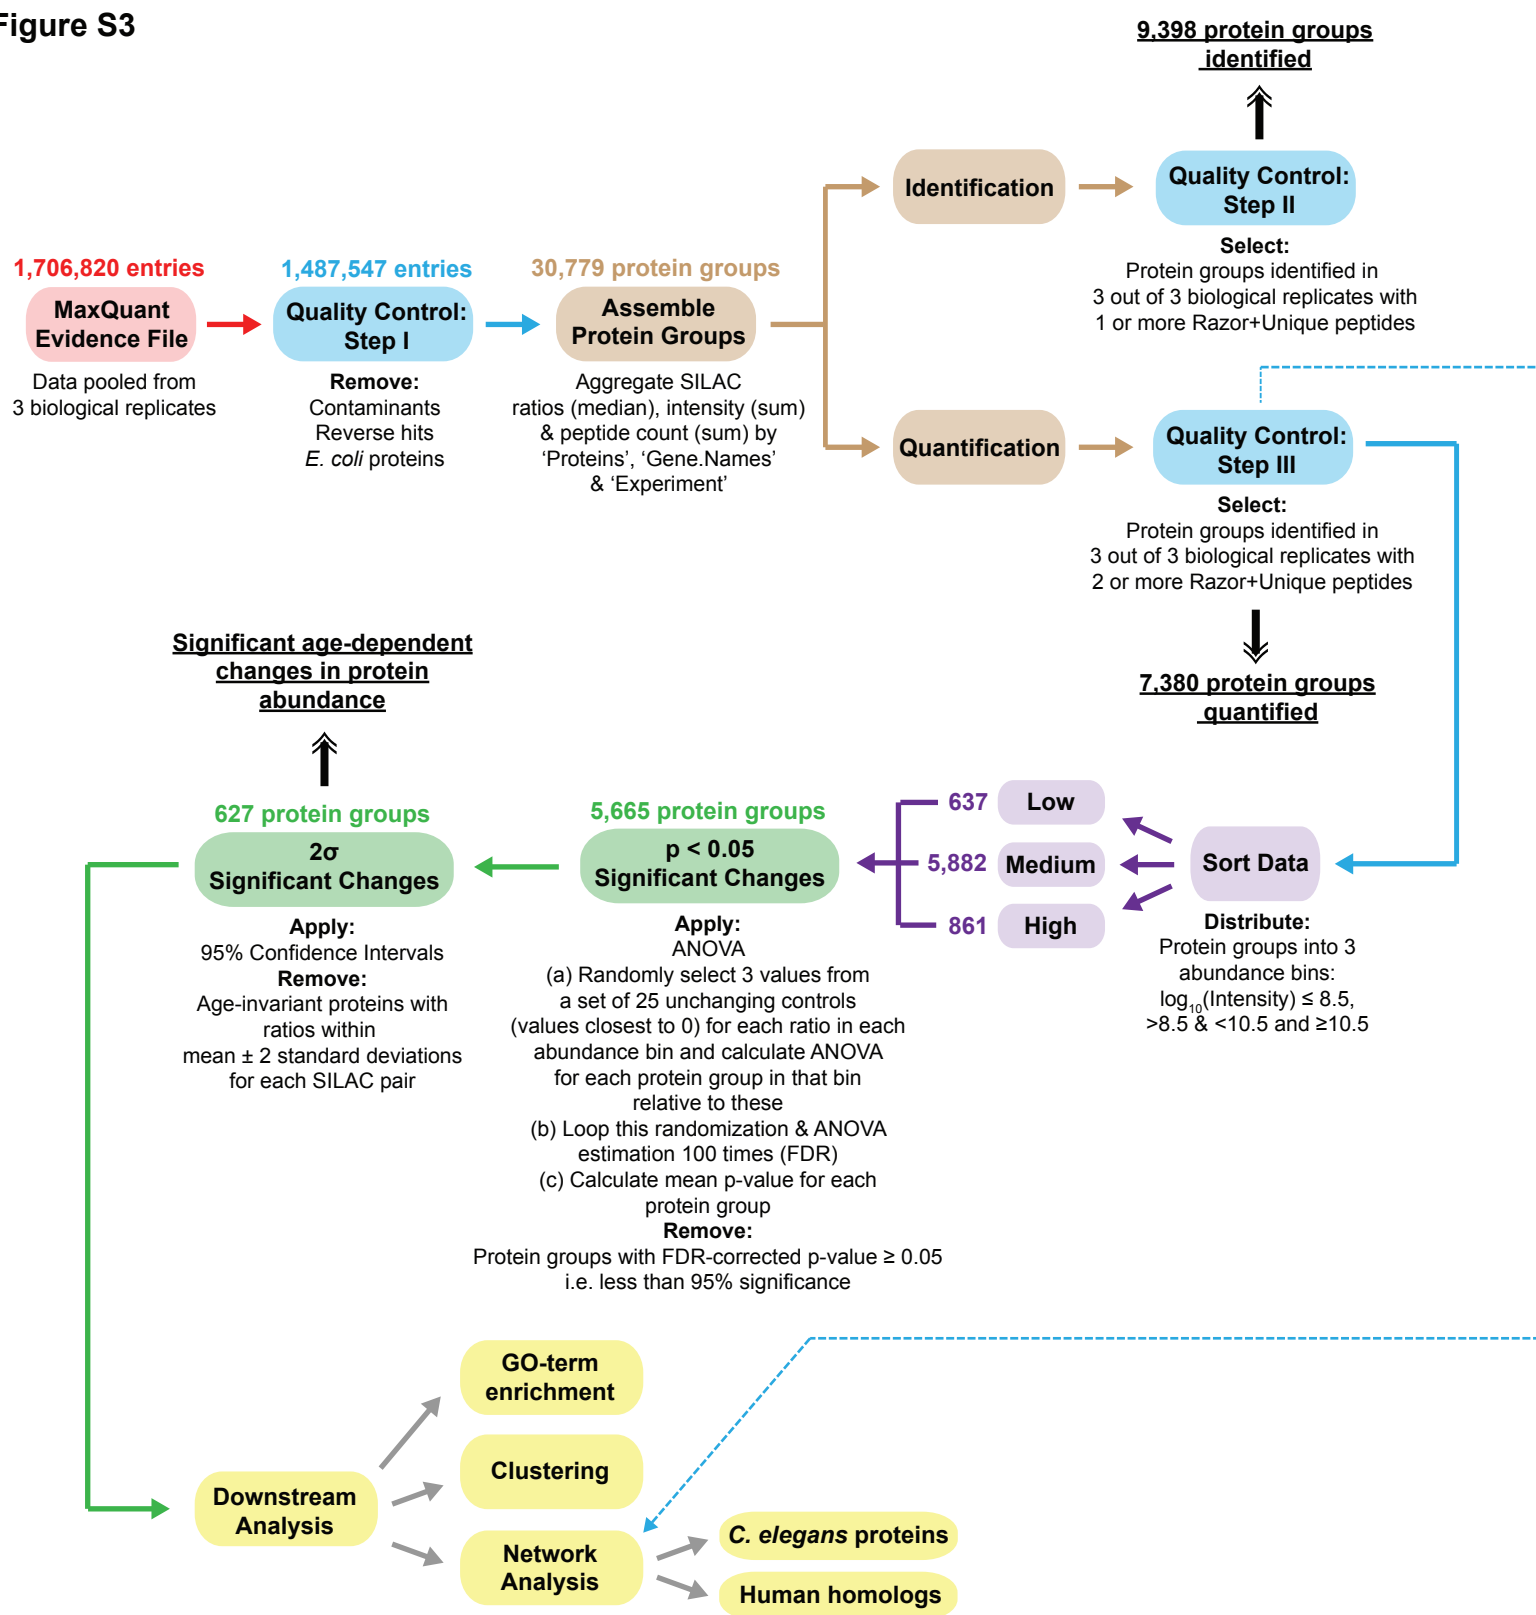 Figure S3
9,398 protein groups
identified
Identification
Quality Control:
Step II
Select:
Protein groups identified in
3 out of 3 biological replicates with
1 or more Razor+Unique peptides
1,706,820 entries
MaxQuant
Evidence File
Data pooled from
3 biological replicates
1,487,547 entries
Quality Control:
Step I
Remove:
Contaminants
Reverse hits
E. coli proteins
30,779 protein groups
Assemble
Protein Groups
Aggregate SILAC
ratios (median), intensity (sum)
& peptide count (sum) by
‘Proteins’, ‘Gene.Names’
& ‘Experiment’
Quantification
Quality Control:
Step III
Select:
Protein groups identified in
3 out of 3 biological replicates with
2 or more Razor+Unique peptides
7,380 protein groups
quantified
Significant age-dependent
changes in protein
abundance
627 protein groups
2σ
Significant Changes
Apply:
95% Confidence Intervals
Remove:
Age-invariant proteins with
ratios within
mean ± 2 standard deviations
for each SILAC pair
5,665 protein groups
p < 0.05
Significant Changes
Apply:
ANOVA
(a) Randomly select 3 values from
a set of 25 unchanging controls
(values closest to 0) for each ratio in each
abundance bin and calculate ANOVA
for each protein group in that bin
relative to these
(b) Loop this randomization & ANOVA
estimation 100 times (FDR)
(c) Calculate mean p-value for each
protein group
Remove:
Protein groups with FDR-corrected p-value ≥ 0.05
i.e. less than 95% significance
637 Low
5,882 Medium
861 High
Sort Data
Distribute:
Protein groups into 3
abundance bins:
log₁₀(Intensity) ≤ 8.5,
>8.5 & <10.5 and ≥10.5
GO-term
enrichment
Clustering
Downstream
Analysis
Network
Analysis
C. elegans proteins
Human homologs